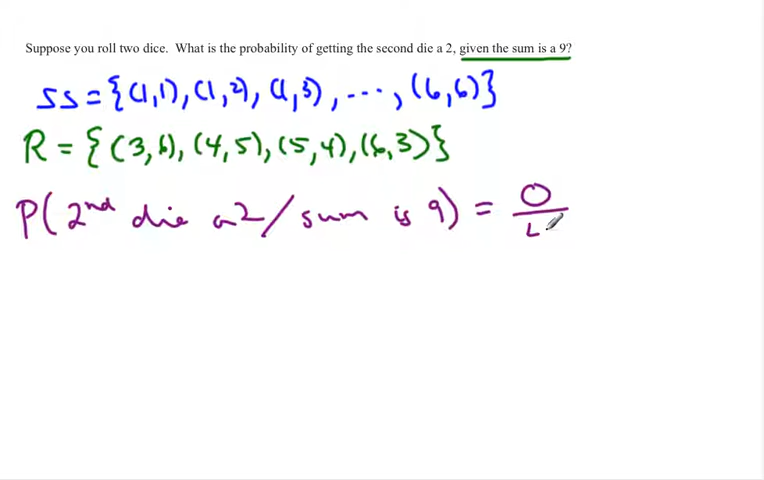 Suppose you roll two dice. What is the probability of getting the second die a 2, given the sum is a 9?
SS = {(1,1), (1,2), (1,3), ..., (6,6)}
R = {(3,6), (4,5), (5,4), (6,3)}
P(2nd die a 2/sum is 9) = 0/